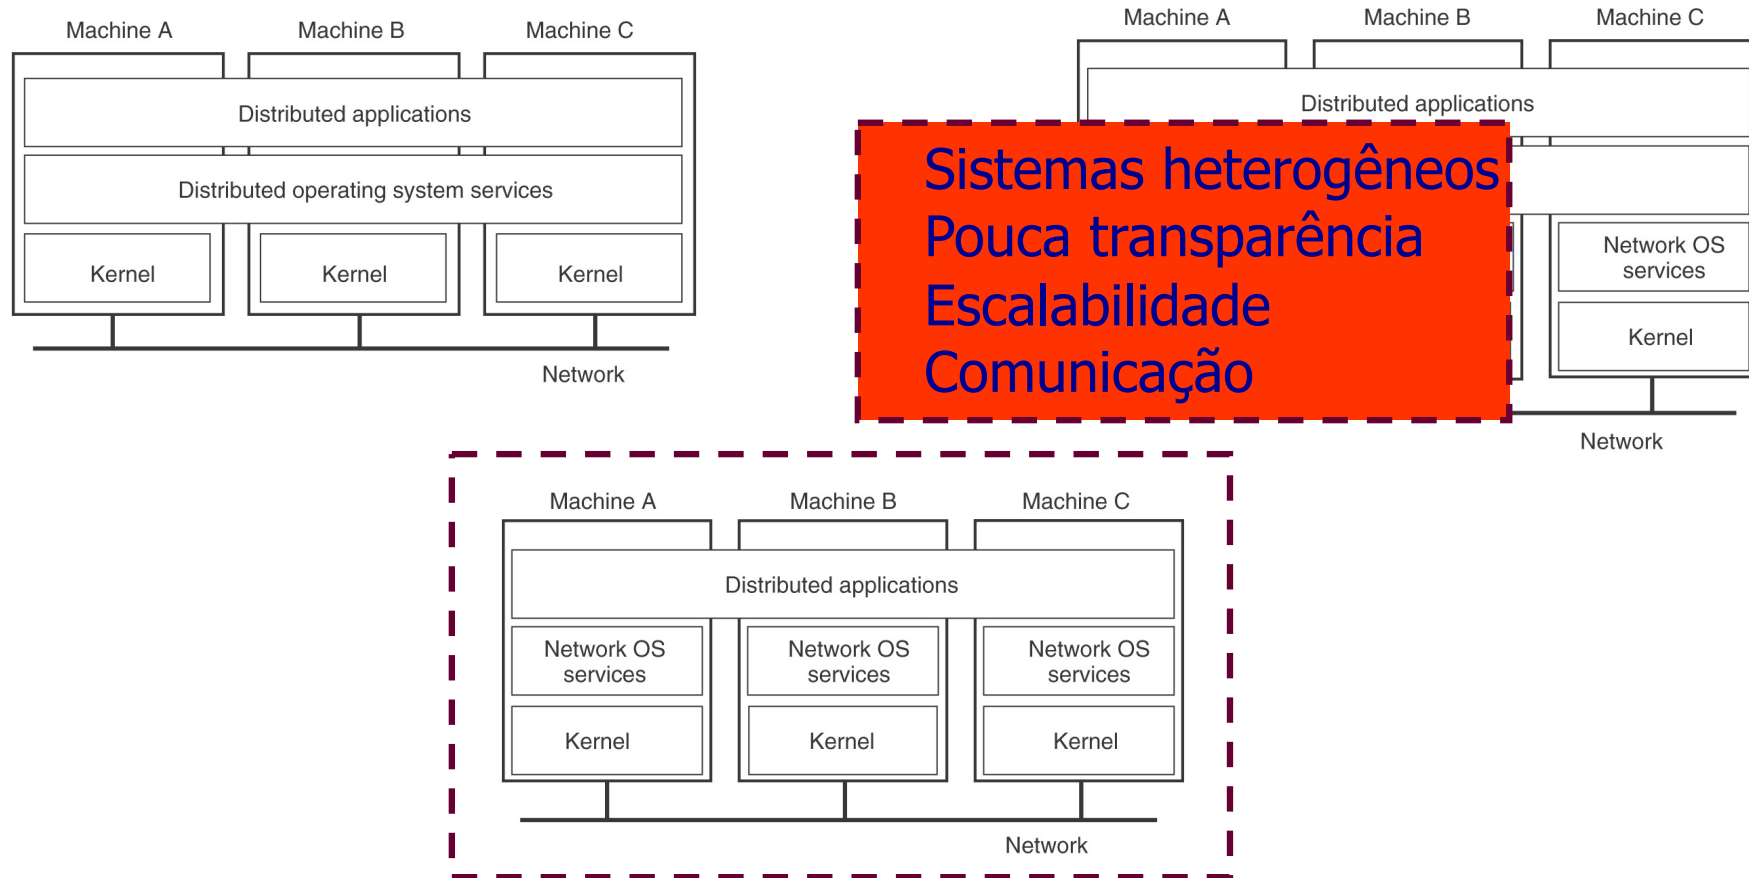 Machine A
Machine B
Machine C
Distributed applications
Distributed operating system services
Kernel
Kernel
Kernel
Network
Machine A
Machine B
Machine C
Distributed applications
Sistemas heterogêneos
Pouca transparência
Escalabilidade
Comunicação
Network OS
services
Kernel
Network
Machine A
Machine B
Machine C
Distributed applications
Network OS
services
Network OS
services
Network OS
services
Kernel
Kernel
Kernel
Network